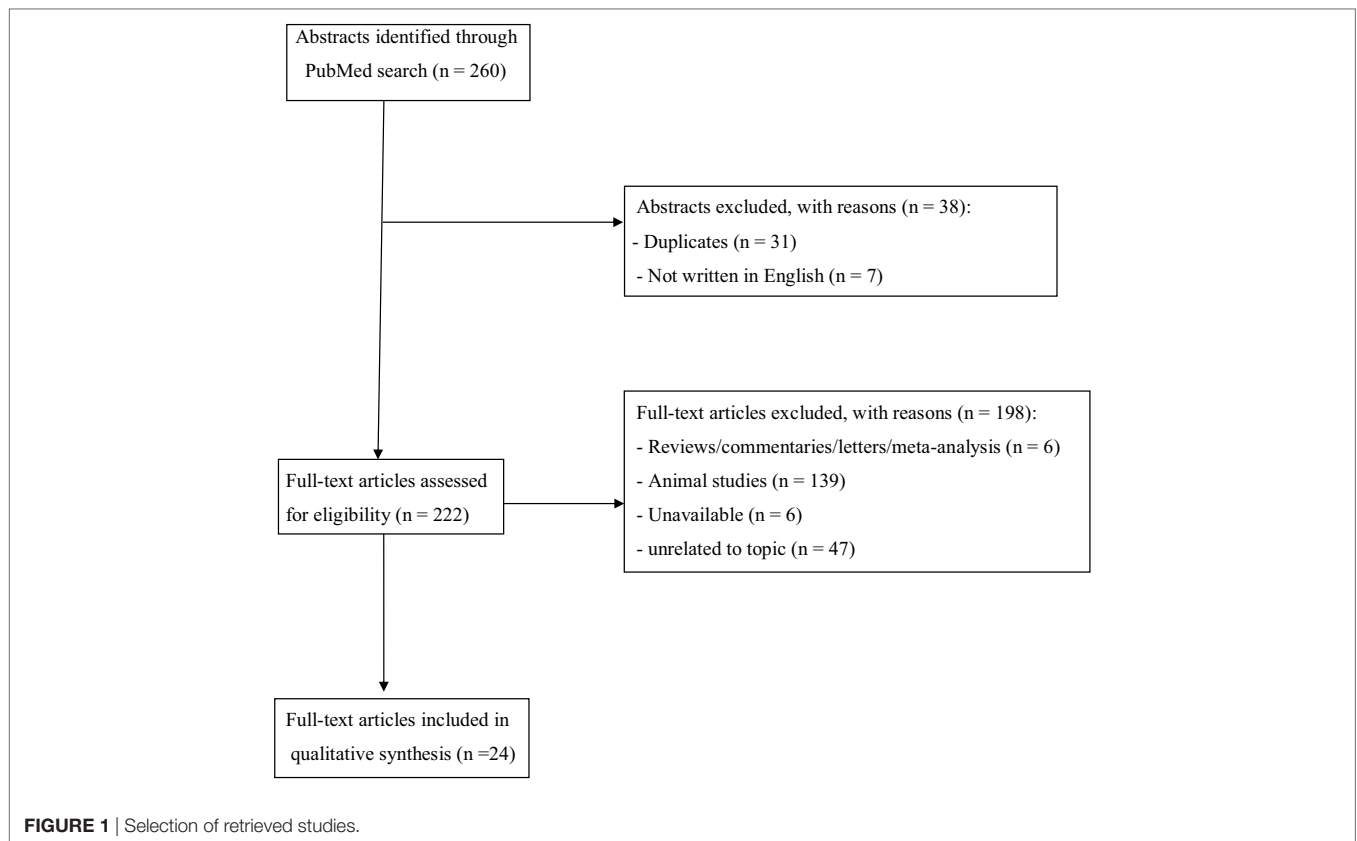 Abstracts identified through
PubMed search (n = 260)
Abstracts excluded, with reasons (n = 38):
- Duplicates (n = 31)
- Not written in English (n = 7)
Full-text articles assessed
for eligibility (n = 222)
Full-text articles excluded, with reasons (n = 198):
- Reviews/commentaries/letters/meta-analysis (n = 6)
- Animal studies (n = 139)
- Unavailable (n = 6)
- unrelated to topic (n = 47)
Full-text articles included in
qualitative synthesis (n =24)
FIGURE 1 | Selection of retrieved studies.